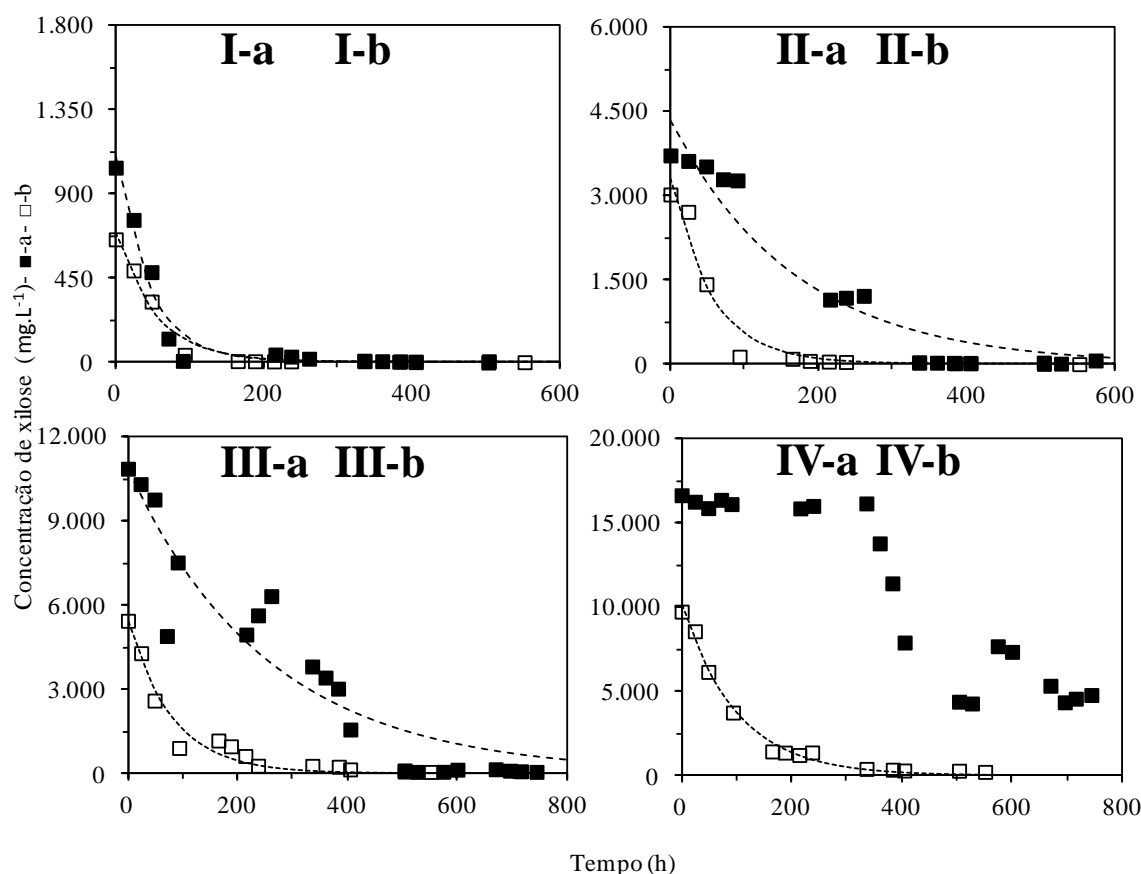 I-a I-b
1.800
1.350
900
450
0
0 200 400 600
II-a II-b
6.000
4.500
3.000
1.500
0
0 200 400 600
Concentração de xilose (mg.L⁻¹)- ■-a- □-b
III-a III-b
12.000
9.000
6.000
3.000
0
0 200 400 600 800
IV-a IV-b
20.000
15.000
10.000
5.000
0
0 200 400 600 800
Tempo (h)